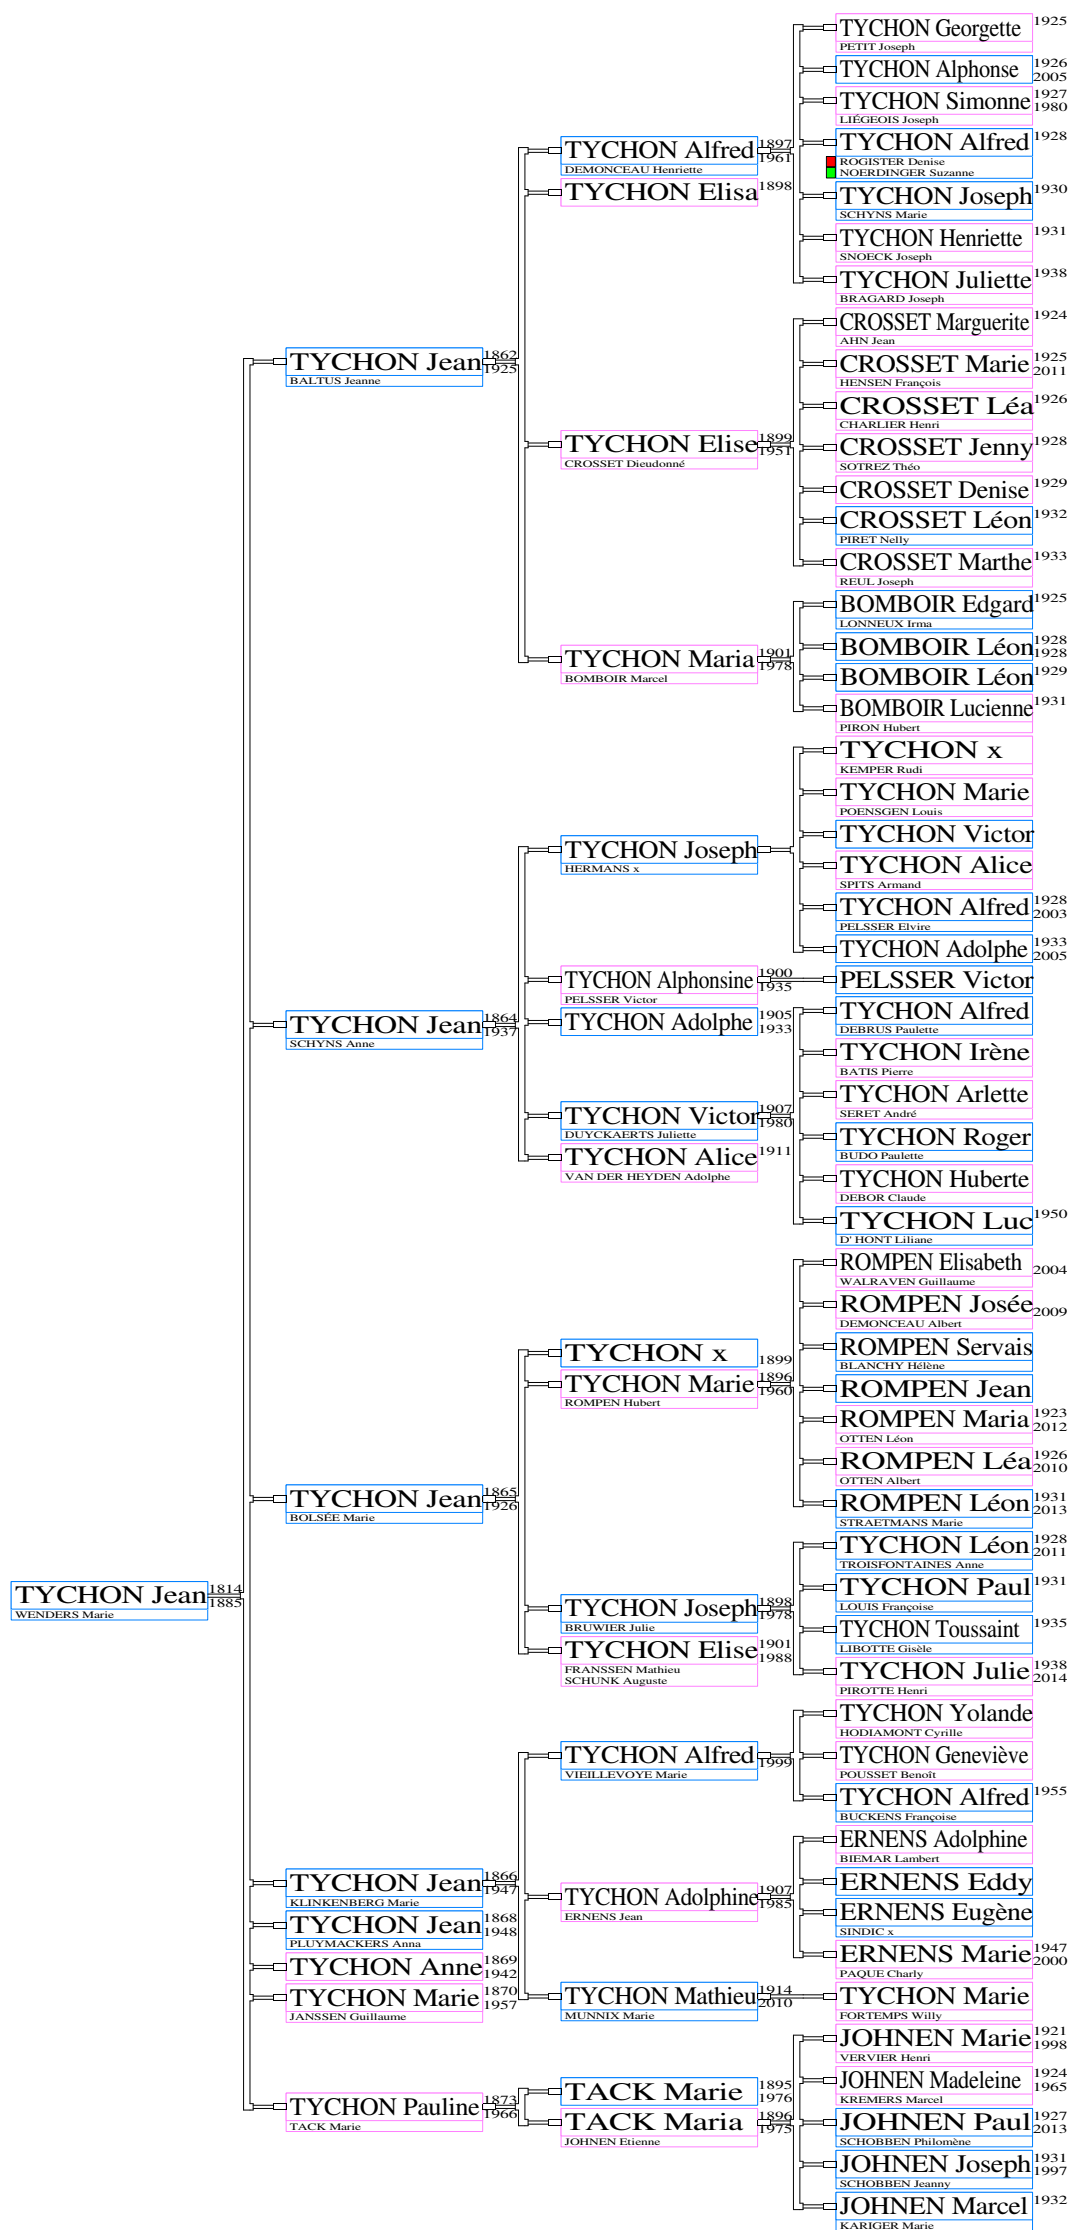 TYCHON Jean
1814
1885
WENDERS Marie
TYCHON Jean
1862
1925
BALTUS Jeanne
TYCHON Alfred
1897
1961
DEMONCEAU Henriette
TYCHON Georgette
1925
PETIT Joseph
TYCHON Alphonse
1926
2005
TYCHON Simonne
1927
1980
LIÉGEOIS Joseph
TYCHON Alfred
1928
ROGISTER Denise
NOERDINGER Suzanne
TYCHON Joseph
1930
SCHYNS Marie
TYCHON Henriette
1931
SNOECK Joseph
TYCHON Juliette
1938
BRAGARD Joseph
TYCHON Elisa
1898
TYCHON Elise
1899
1951
CROSSET Dieudonné
CROSSET Marguerite
1924
AHN Jean
CROSSET Marie
1925
2011
HENSEN François
CROSSET Léa
1926
CHARLIER Henri
CROSSET Jenny
1928
SOTREZ Théo
CROSSET Denise
1929
CROSSET Léon
1932
PIRET Nelly
CROSSET Marthe
1933
REUL Joseph
TYCHON Maria
1901
1978
BOMBOIR Marcel
BOMBOIR Edgard
1925
LONNEUX Irma
BOMBOIR Léon
1928
1928
BOMBOIR Léon
1929
BOMBOIR Lucienne
1931
PIRON Hubert
TYCHON Jean
1864
1937
SCHYNS Anne
TYCHON Joseph
HERMANS x
TYCHON x
KEMPER Rudi
TYCHON Marie
POENSGEN Louis
TYCHON Victor
TYCHON Alice
SPITS Armand
TYCHON Alfred
1928
2003
PELSSER Elvire
TYCHON Adolphe
1933
2005
TYCHON Alphonsine
1900
1935
PELSSER Victor
PELSSER Victor
TYCHON Adolphe
1905
1933
TYCHON Victor
1907
1980
DUYCKAERTS Juliette
TYCHON Alfred
DEBRUS Paulette
TYCHON Irène
BATIS Pierre
TYCHON Arlette
SERET André
TYCHON Roger
BUDO Paulette
TYCHON Huberte
DEBOR Claude
TYCHON Luc
1950
D' HONT Liliane
TYCHON Alice
1911
VAN DER HEYDEN Adolphe
TYCHON Jean
1865
1926
BOLSÉE Marie
TYCHON x
1899
TYCHON Marie
1896
1960
ROMPEN Hubert
ROMPEN Elisabeth
2004
WALRAVEN Guillaume
ROMPEN Josée
2009
DEMONCEAU Albert
ROMPEN Servais
BLANCHY Hélène
ROMPEN Jean
ROMPEN Maria
1923
2012
OTTEN Léon
ROMPEN Léa
1926
2010
OTTEN Albert
ROMPEN Léon
1931
2013
STRAETMANS Marie
TYCHON Joseph
1898
1978
BRUWIER Julie
TYCHON Léon
1928
2011
TROISFONTAINES Anne
TYCHON Paul
1931
LOUIS Françoise
TYCHON Toussaint
1935
LIBOTTE Gisèle
TYCHON Julie
1938
2014
PIROTTE Henri
TYCHON Elise
1901
1988
FRANSSEN Mathieu
SCHUNK Auguste
TYCHON Jean
1866
1947
KLINKENBERG Marie
TYCHON Alfred
1999
VIEILLEVOYE Marie
TYCHON Yolande
HODIAMONT Cyrille
TYCHON Geneviève
POUSSET Benoît
TYCHON Alfred
1955
BUCKENS Françoise
TYCHON Adolphine
1907
1985
ERNENS Jean
ERNENS Adolphine
BIEMAR Lambert
ERNENS Eddy
ERNENS Eugène
SINDIC x
ERNENS Marie
1947
2000
PAQUE Charly
TYCHON Mathieu
1914
2010
MUNNIX Marie
TYCHON Marie
FORTEMPS Willy
TYCHON Jean
1868
1948
PLUYMACKERS Anna
TYCHON Anne
1869
1942
TYCHON Marie
1870
1957
JANSSEN Guillaume
TYCHON Pauline
1873
1966
TACK Marie
TACK Marie
1895
1976
TACK Maria
1896
1975
JOHNEN Etienne
JOHNEN Marie
1921
1998
VERVIER Henri
JOHNEN Madeleine
1924
1965
KREMERS Marcel
JOHNEN Paul
1927
2013
SCHOBBEN Philomène
JOHNEN Joseph
1931
1997
SCHOBBEN Jeanny
JOHNEN Marcel
1932
KARIGER Marie